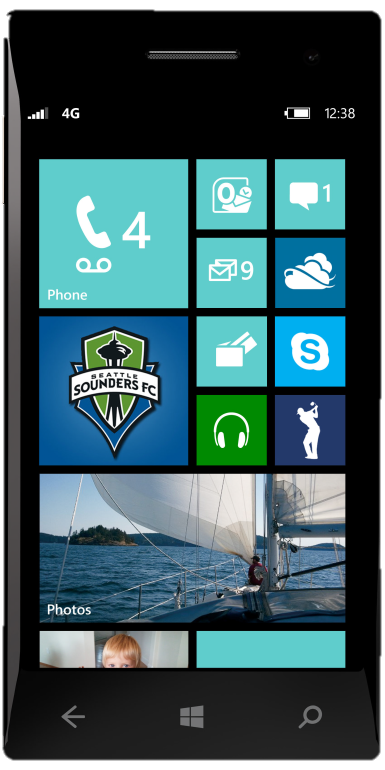 4G
12:38
4
Phone
1
9
SEATTLE
SOUNDERS FC
Photos